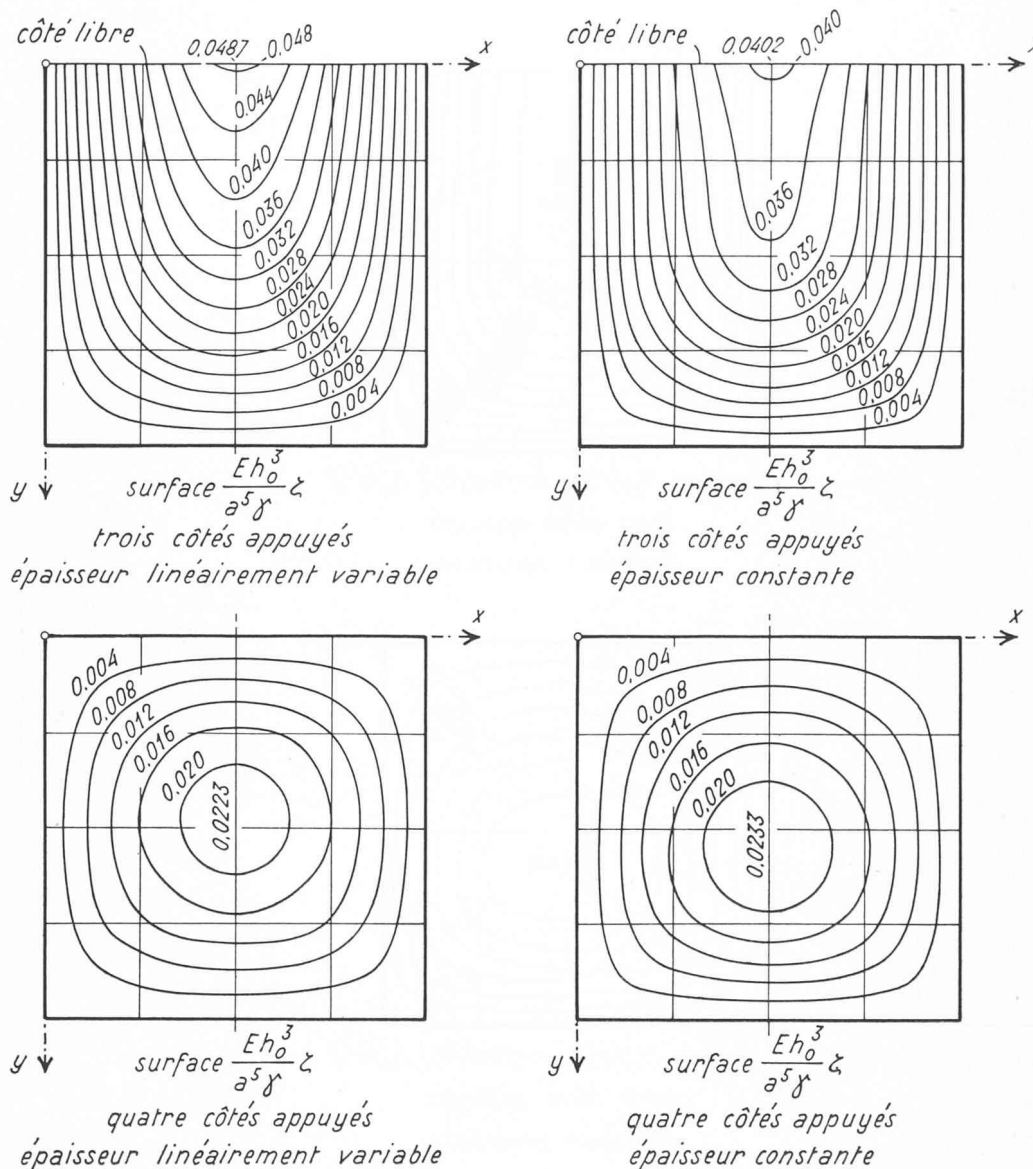 côté libre
0,0487
0,048
x
0,044
0,040
0,036
0,032
0,028
0,024
0,020
0,016
0,012
0,008
0,004
y
surface Eh₀³/a⁵γ ζ
trois côtés appuyés
épaisseur linéairement variable
côté libre
0,0402
0,040
0,036
0,032
0,028
0,024
0,020
0,016
0,012
0,008
0,004
y
surface Eh₀³/a⁵γ ζ
trois côtés appuyés
épaisseur constante
x
0,004
0,008
0,012
0,016
0,020
0,0223
y
surface Eh₀³/a⁵γ ζ
quatre côtés appuyés
épaisseur linéairement variable
x
0,004
0,008
0,012
0,016
0,020
0,0233
y
surface Eh₀³/a⁵γ ζ
quatre côtés appuyés
épaisseur constante